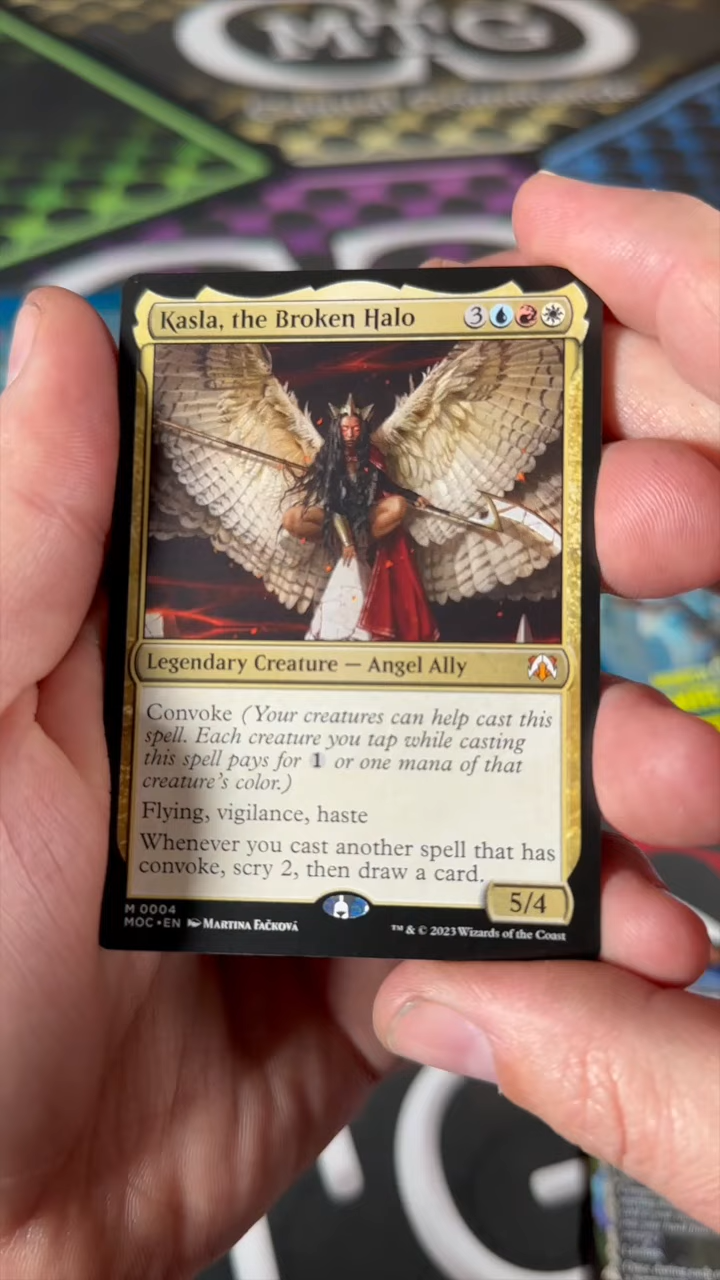 MTG
Kasla, the Broken Halo 3
Legendary Creature — Angel Ally
Convoke (Your creatures can help cast this
spell. Each creature you tap while casting
this spell pays for 1 or one mana of that
creature's color.)
Flying, vigilance, haste
Whenever you cast another spell that has
convoke, scry 2, then draw a card.
5/4
M 0004
MOC • EN MARTINA FAČKOVÁ
™ & © 2023 Wizards of the Coast